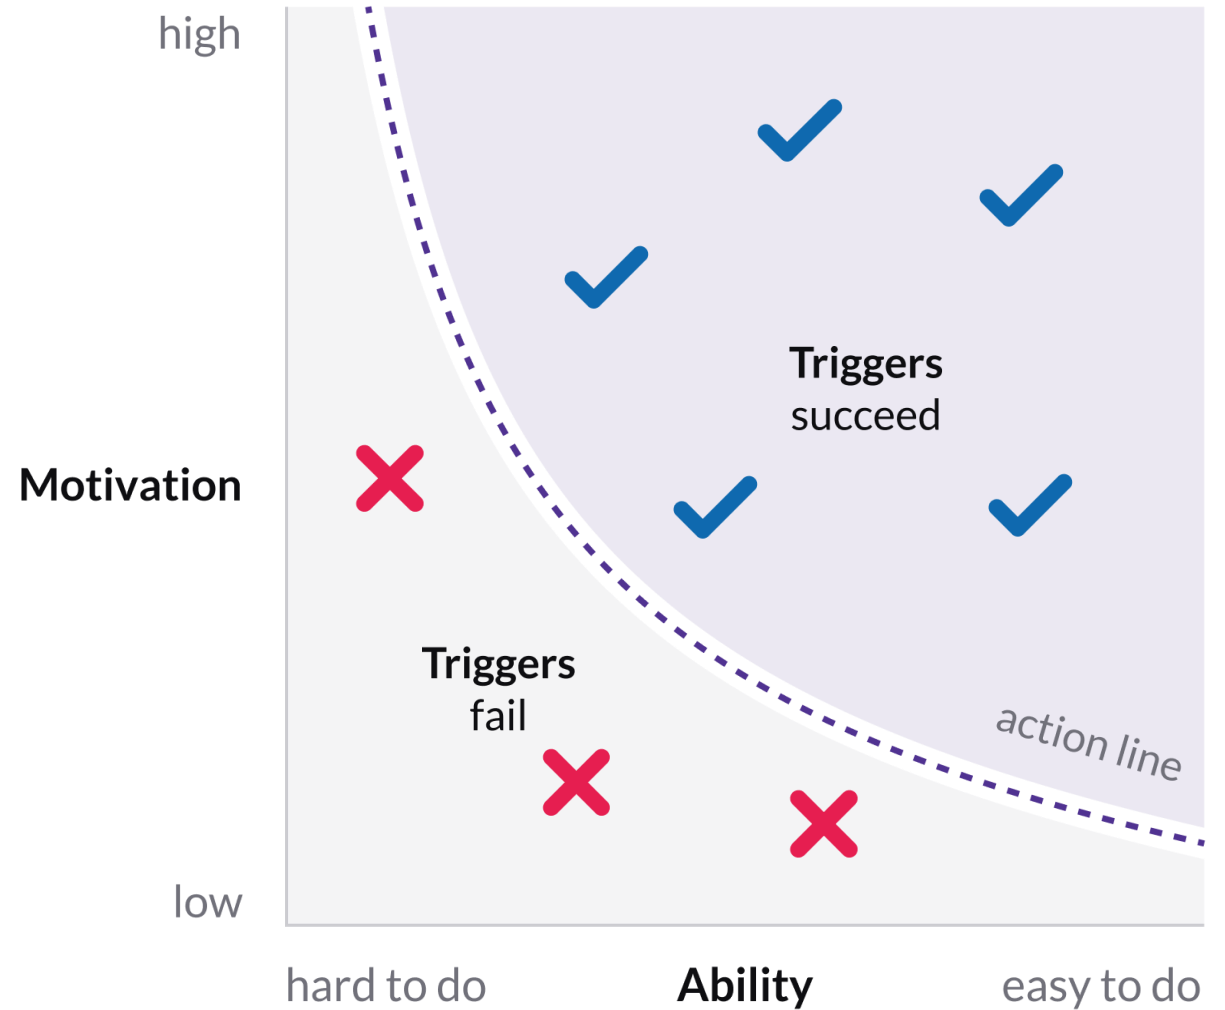 high
Triggers
succeed
Motivation
Triggers
fail
action line
low
hard to do
Ability
easy to do